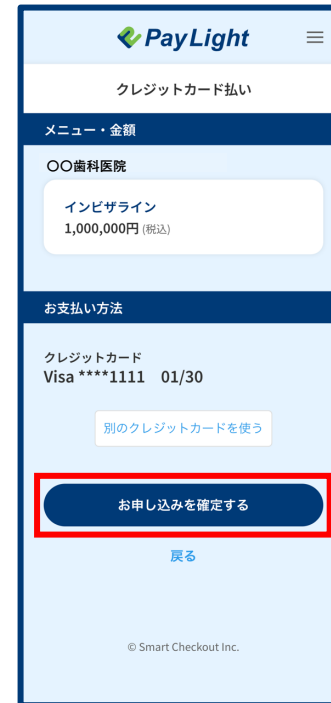 Pay Light
クレジットカード払い
メニュー・金額
〇〇歯科医院
インビザライン
1,000,000円 (税込)
お支払い方法
クレジットカード
Visa ****1111 01/30
別のクレジットカードを使う
お申し込みを確定する
戻る
© Smart Checkout Inc.